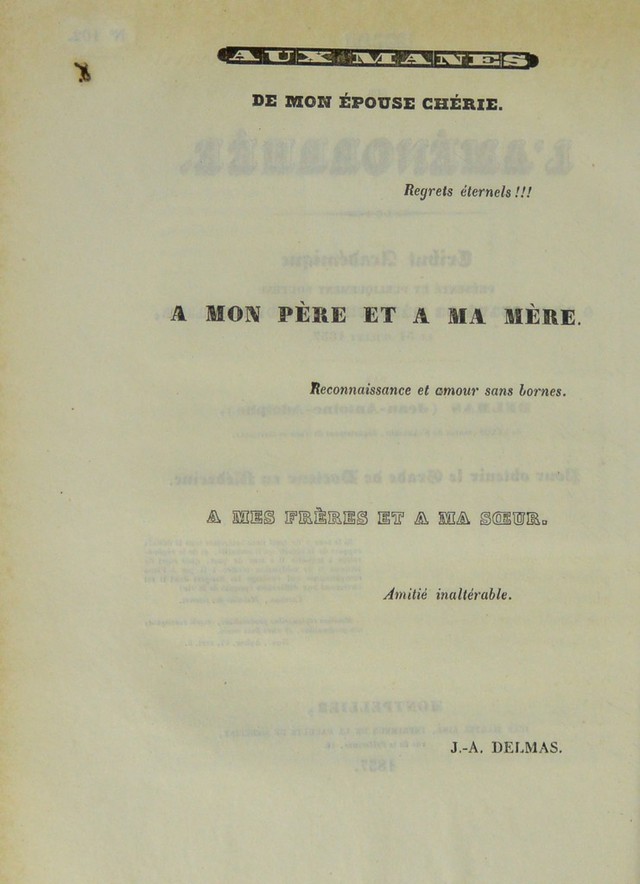 AUX MANES
DE MON ÉPOUSE CHÉRIE.
Regrets éternels!!!
A MON PÈRE ET A MA MÈRE.
Reconnaissance et amour sans bornes.
A MES FRÈRES ET A MA SŒUR.
Amitié inaltérable.
J.-A. DELMAS.